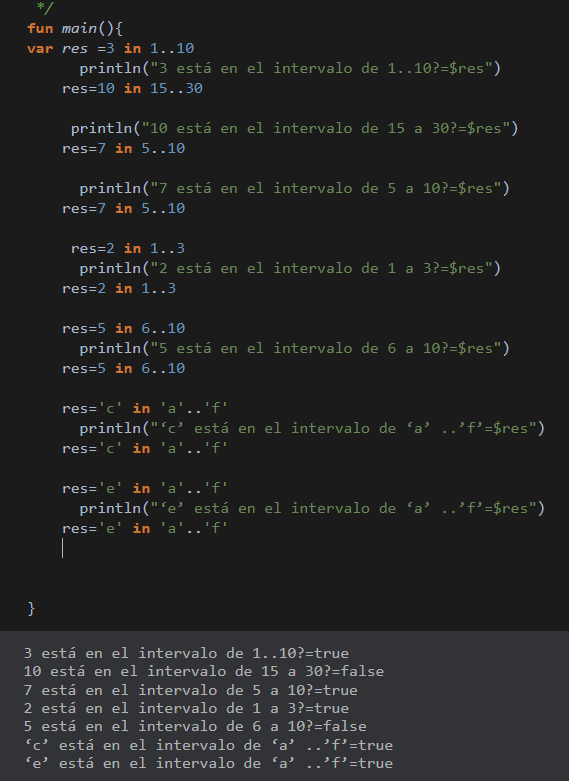 */
fun main(){
var res =3 in 1..10
println("3 está en el intervalo de 1..10?=$res")
res=10 in 15..30
println("10 está en el intervalo de 15 a 30?=$res")
res=7 in 5..10
println("7 está en el intervalo de 5 a 10?=$res")
res=7 in 5..10
res=2 in 1..3
println("2 está en el intervalo de 1 a 3?=$res")
res=2 in 1..3
res=5 in 6..10
println("5 está en el intervalo de 6 a 10?=$res")
res=5 in 6..10
res='c' in 'a'..'f'
println("‘c’ está en el intervalo de ‘a’ ..’f’=$res")
res='c' in 'a'..'f'
res='e' in 'a'..'f'
println("‘e’ está en el intervalo de ‘a’ ..’f’=$res")
res='e' in 'a'..'f'
}
3 está en el intervalo de 1..10?=true
10 está en el intervalo de 15 a 30?=false
7 está en el intervalo de 5 a 10?=true
2 está en el intervalo de 1 a 3?=true
5 está en el intervalo de 6 a 10?=false
‘c’ está en el intervalo de ‘a’ ..’f’=true
‘e’ está en el intervalo de ‘a’ ..’f’=true